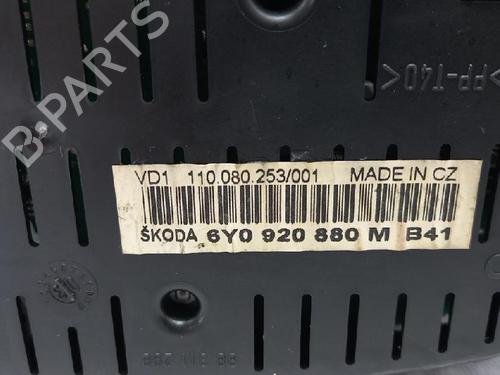 B-PARTS
>PP-T40<
VD1 110.080.253/001 MADE IN CZ
ŠKODA 6Y0 920 880 M B41